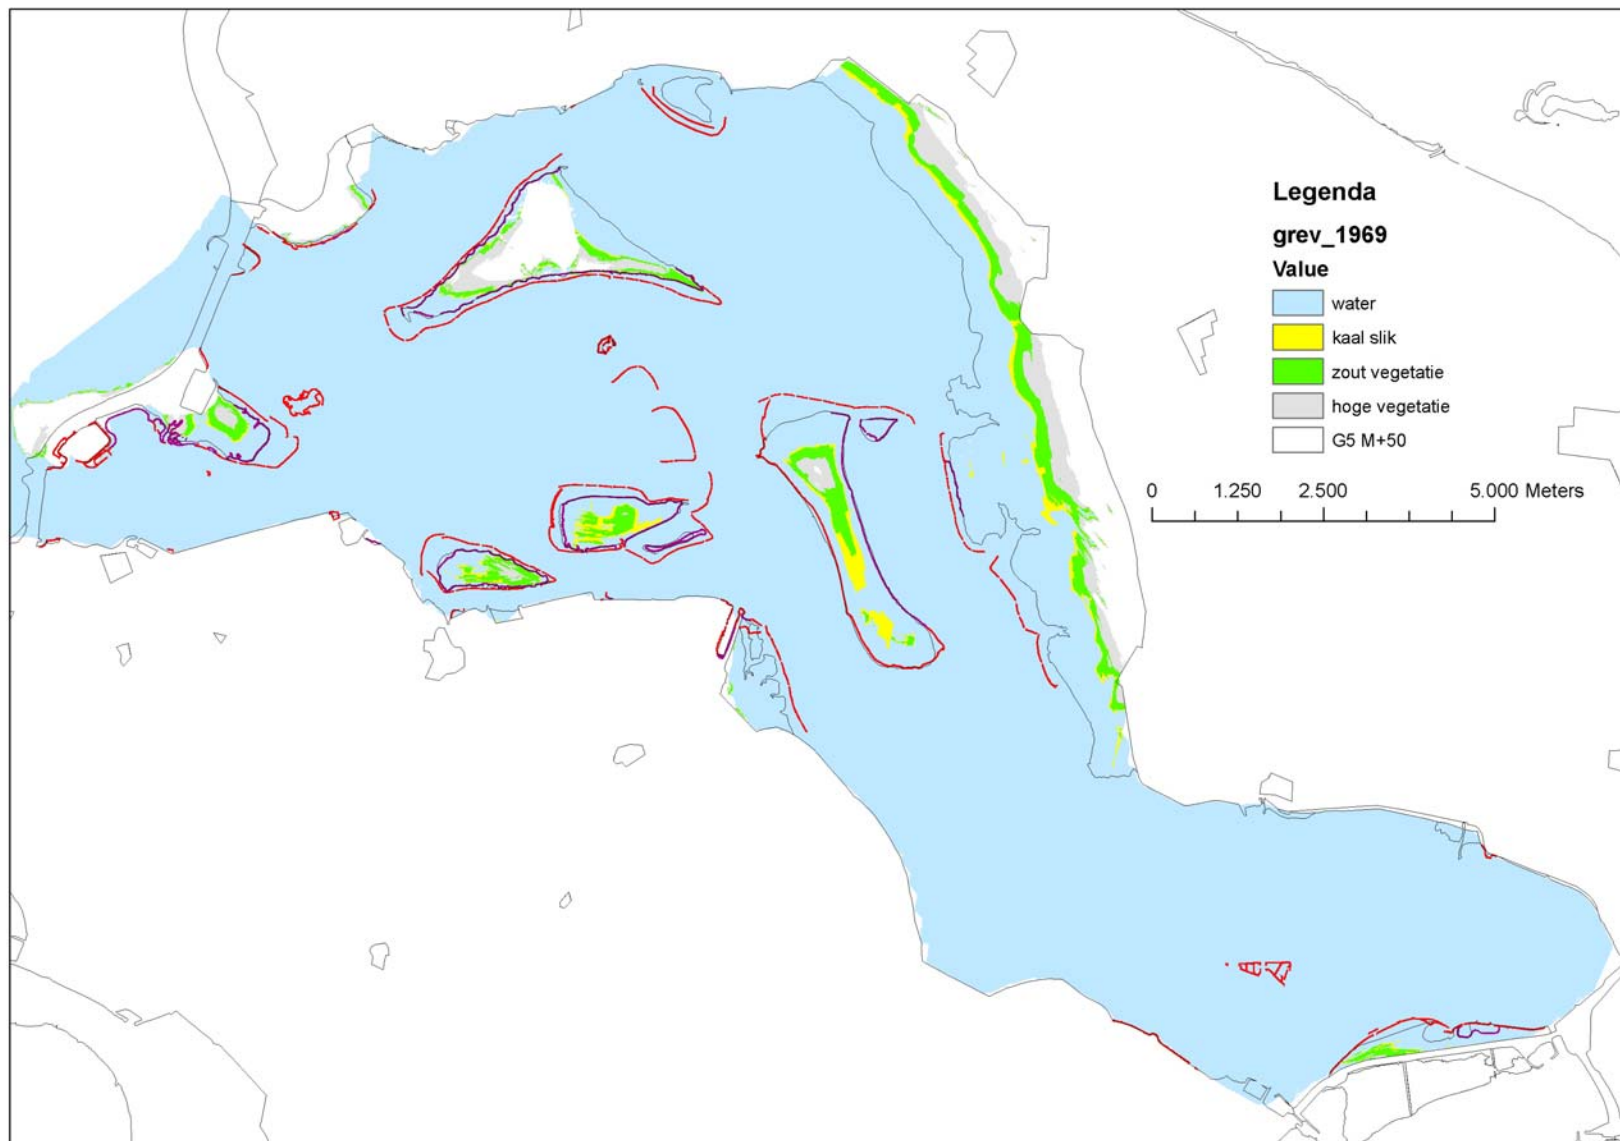 Legenda
grev_1969
Value
water
kaal slik
zout vegetatie
hoge vegetatie
G5 M+50
0 1.250 2.500 5.000 Meters